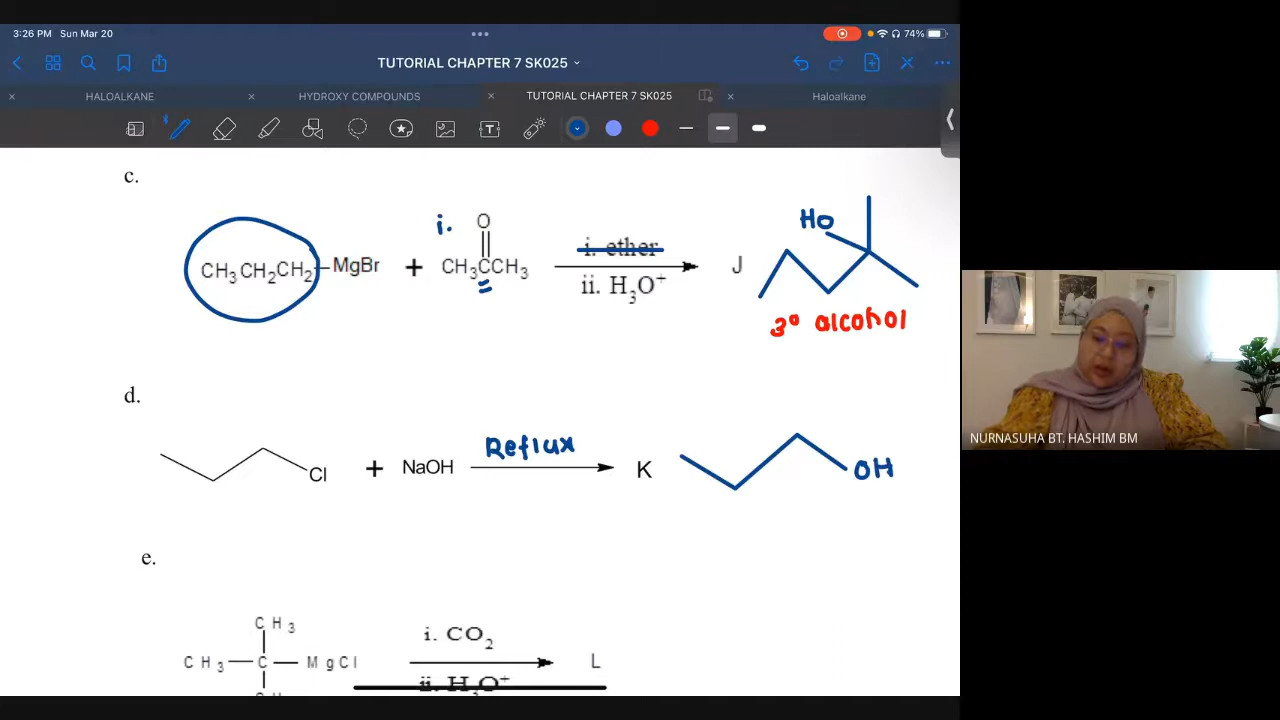 3:26 PM Sun Mar 20
74%
TUTORIAL CHAPTER 7 SK025
HALOALKANE
HYDROXY COMPOUNDS
TUTORIAL CHAPTER 7 SK025
Haloalkane
c.
CH3CH2CH2—MgBr + i. CH3CCH3 i. ether J HO
O
ii. H3O+
3° alcohol
d.
Cl + NaOH Reflux K OH
e.
CH3
CH3—C—MgCl i. CO2 L
ii. H3O+
NURNASUHA BT. HASHIM BM